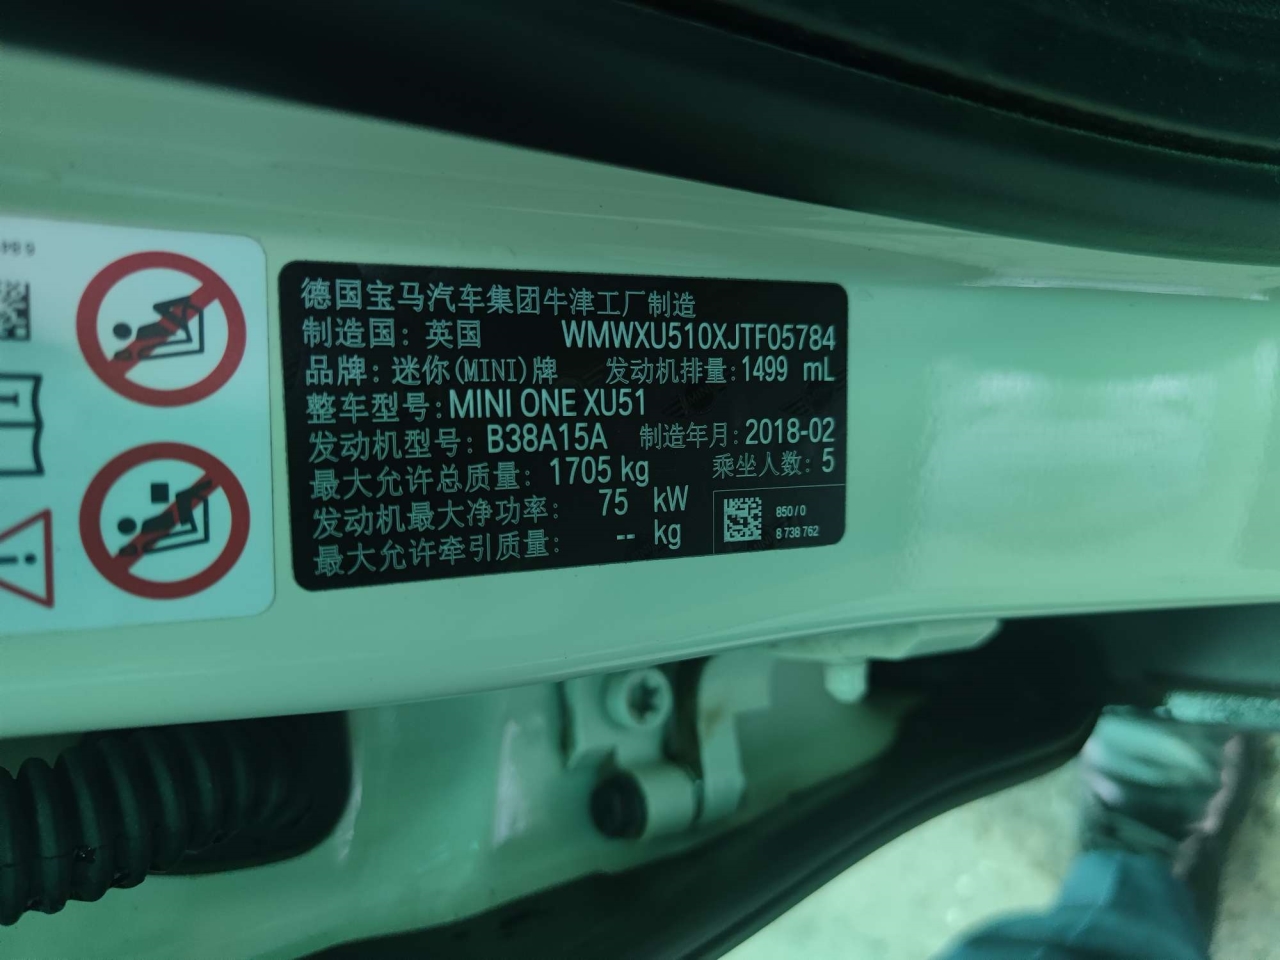 德国宝马汽车集团牛津工厂制造
制造国: 英国 WMWXU510XJTF05784
品牌: 迷你(MINI)牌 发动机排量: 1499 mL
整车型号: MINI ONE XU51
发动机型号: B38A15A 制造年月: 2018-02
最大允许总质量: 1705 kg 乘坐人数: 5
发动机最大净功率: 75 kW
最大允许牵引质量: -- kg
850/0
8 738 762